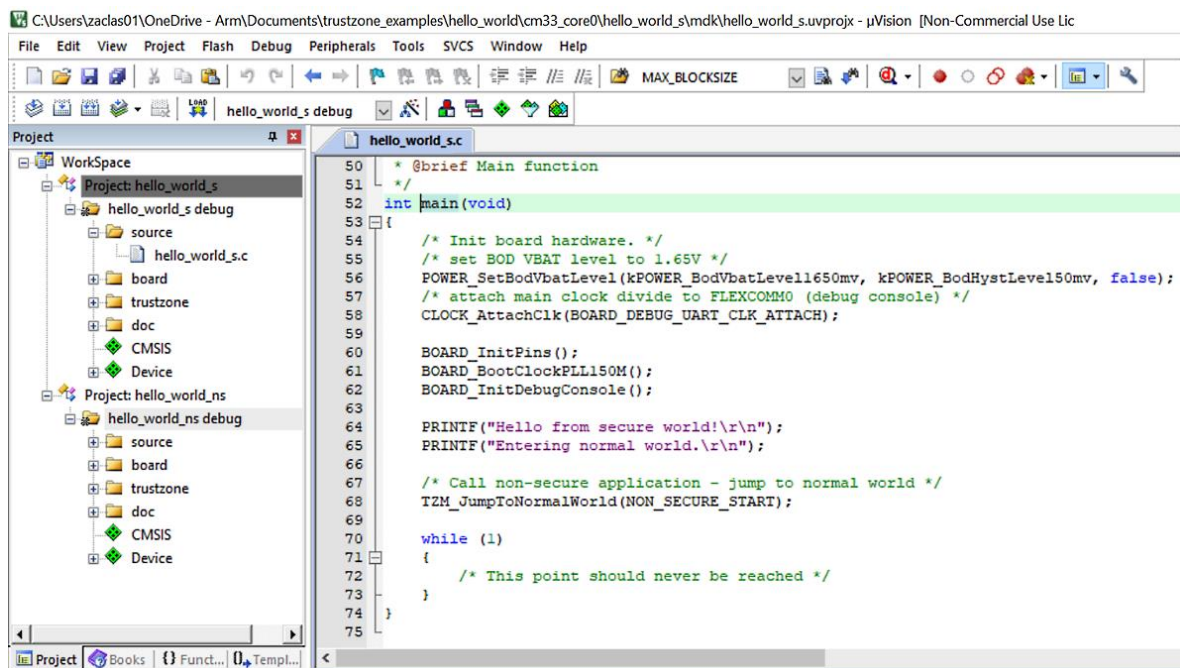 C:\Users\zaclas01\OneDrive - Arm\Documents\trustzone_examples\hello_world\cm33_core0\hello_world_s\mdk\hello_world_s.uvprojx - µVision [Non-Commercial Use Lic
File Edit View Project Flash Debug Peripherals Tools SVCS Window Help
MAX_BLOCKSIZE
LOAD hello_world_s debug
Project
WorkSpace
Project: hello_world_s
hello_world_s debug
source
hello_world_s.c
board
trustzone
doc
CMSIS
Device
Project: hello_world_ns
hello_world_ns debug
source
board
trustzone
doc
CMSIS
Device
Project Books {} Funct... 0 Templ...
hello_world_s.c
50 * @brief Main function
51 */
52 int main(void)
53 {
54 /* Init board hardware. */
55 /* set BOD VBAT level to 1.65V */
56 POWER_SetBodVbatLevel(kPOWER_BodVbatLevel1650mv, kPOWER_BodHystLevel50mv, false);
57 /* attach main clock divide to FLEXCOMM0 (debug console) */
58 CLOCK_AttachClk(BOARD_DEBUG_UART_CLK_ATTACH);
59
60 BOARD_InitPins();
61 BOARD_BootClockPLL150M();
62 BOARD_InitDebugConsole();
63
64 PRINTF("Hello from secure world!\r\n");
65 PRINTF("Entering normal world.\r\n");
66
67 /* Call non-secure application - jump to normal world */
68 TZM_JumpToNormalWorld(NON_SECURE_START);
69
70 while (1)
71 {
72 /* This point should never be reached */
73 }
74 }
75